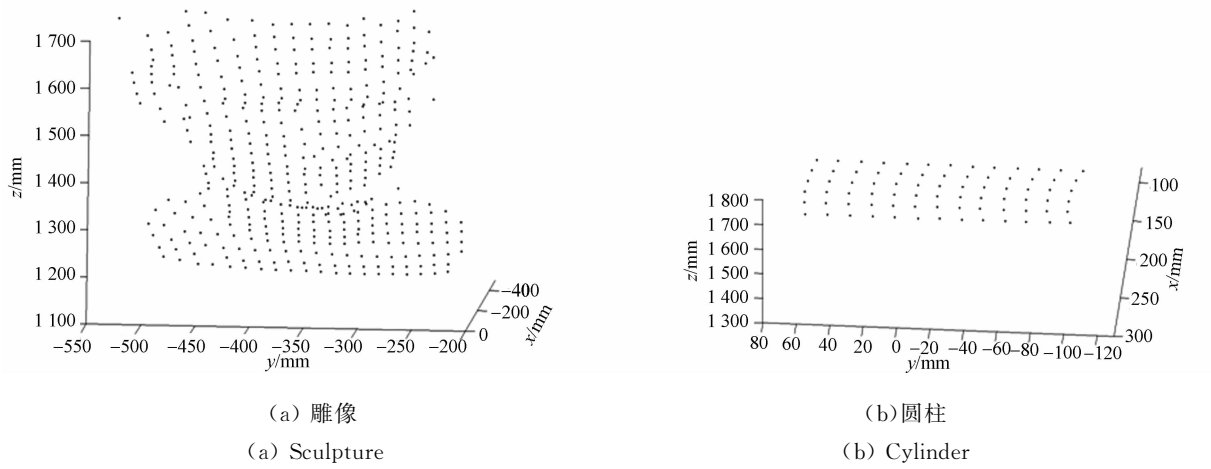 1 700
1 600
1 500
1 400
1 300
1 200
1 100
z/mm
−550 −500 −450 −400 −350 −300 −250 −200
y/mm
−400
−200
0
x/mm
(a) 雕像
(a) Sculpture
1 800
1 700
1 600
1 500
1 400
1 300
z/mm
80 60 40 20 0 −20 −40 −60 −80 −100 −120
y/mm
100
150
200
250
300
x/mm
(b)圆柱
(b) Cylinder